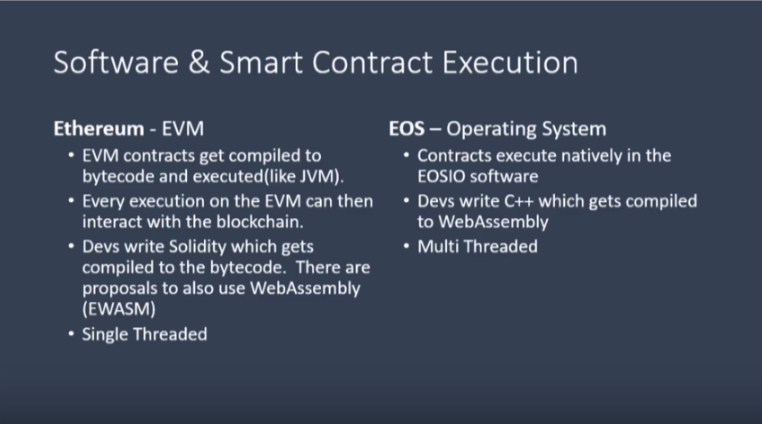 Software & Smart Contract Execution
Ethereum - EVM
• EVM contracts get compiled to
bytecode and executed(like JVM).
• Every execution on the EVM can then
interact with the blockchain.
• Devs write Solidity which gets
compiled to the bytecode. There are
proposals to also use WebAssembly
(EWASM)
• Single Threaded
EOS – Operating System
• Contracts execute natively in the
EOSIO software
• Devs write C++ which gets compiled
to WebAssembly
• Multi Threaded